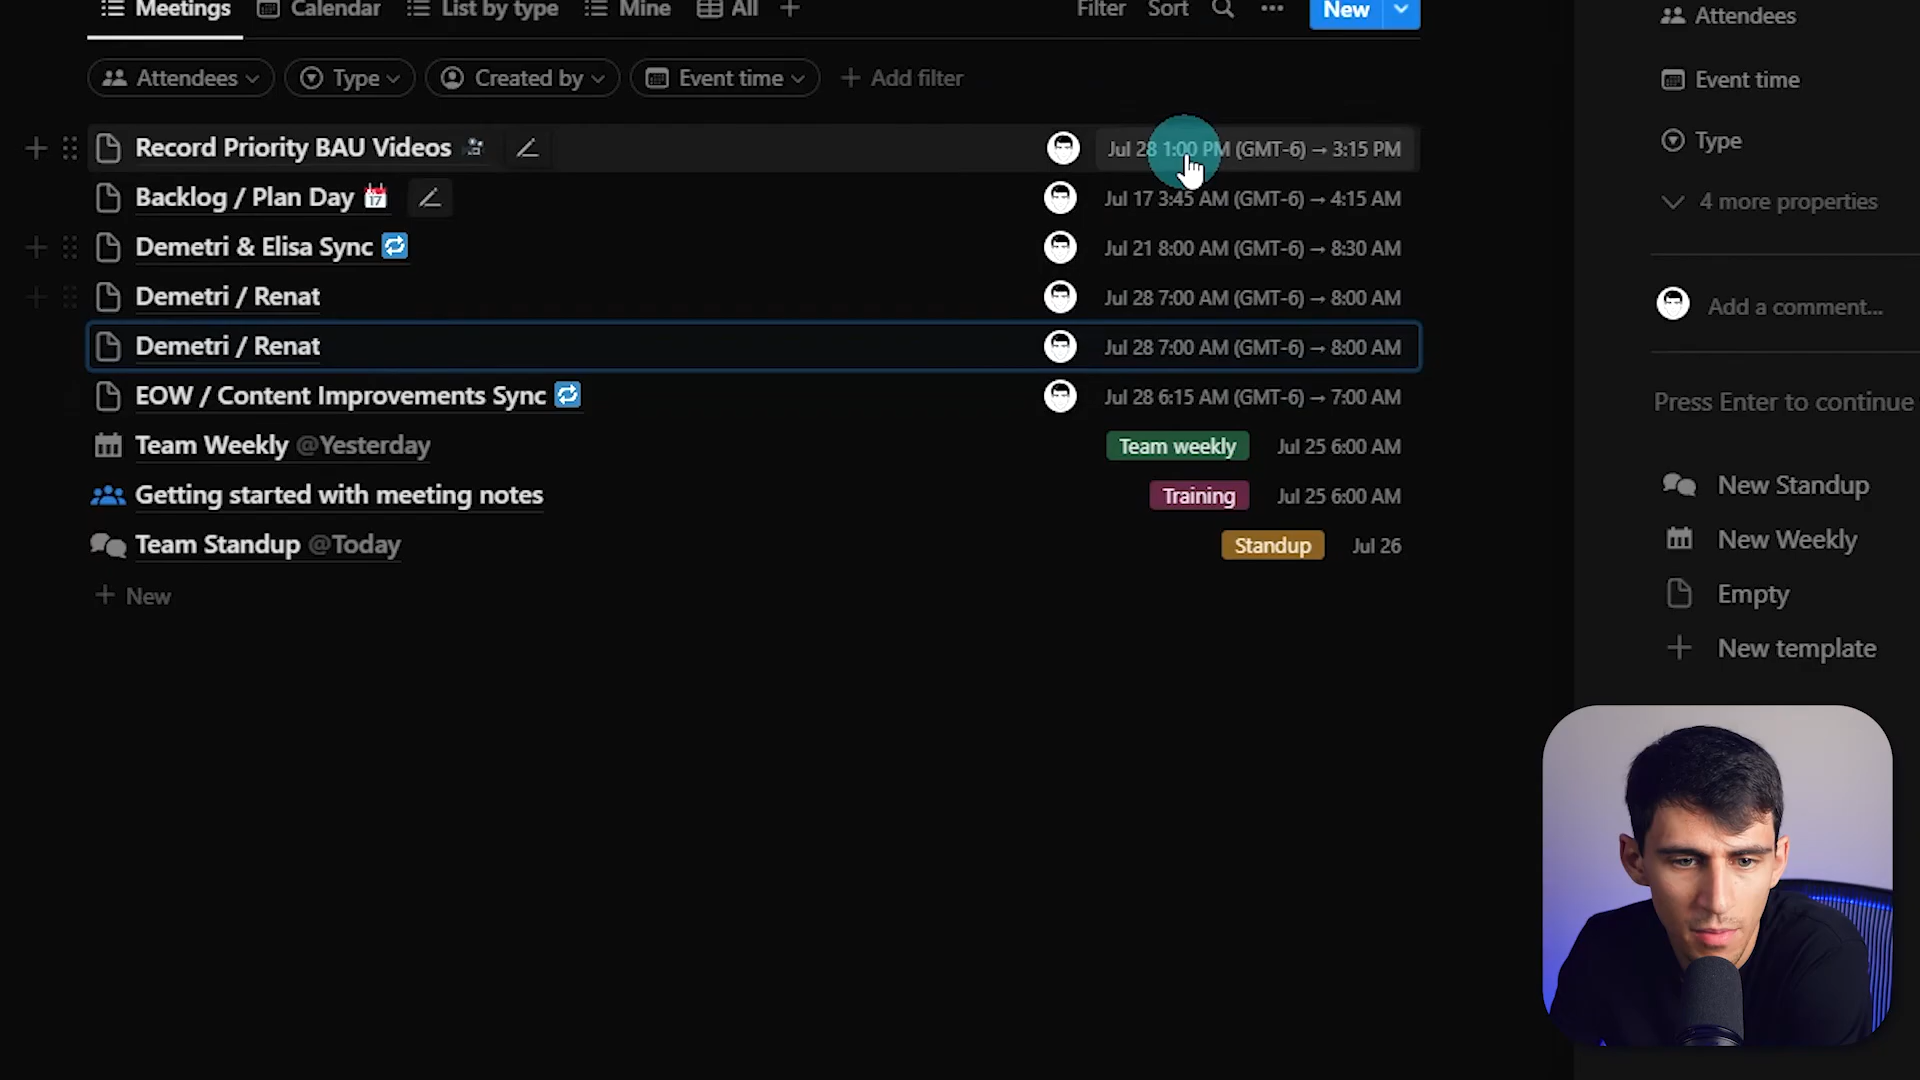 Meetings Calendar List by type Mine All Filter Sort New
Attendees Type Created by Event time Add filter
Record Priority BAU Videos Jul 28 1:00 PM (GMT-6) → 3:15 PM
Backlog / Plan Day 17 Jul 17 3:45 AM (GMT-6) → 4:15 AM
Demetri & Elisa Sync Jul 21 8:00 AM (GMT-6) → 8:30 AM
Demetri / Renat Jul 28 7:00 AM (GMT-6) → 8:00 AM
Demetri / Renat Jul 28 7:00 AM (GMT-6) → 8:00 AM
EOW / Content Improvements Sync Jul 28 6:15 AM (GMT-6) → 7:00 AM
Team Weekly @Yesterday Team weekly Jul 25 6:00 AM
Getting started with meeting notes Training Jul 25 6:00 AM
Team Standup @Today Standup Jul 26
New
Attendees
Event time
Type
4 more properties
Add a comment...
Press Enter to continue
New Standup
New Weekly
Empty
New template